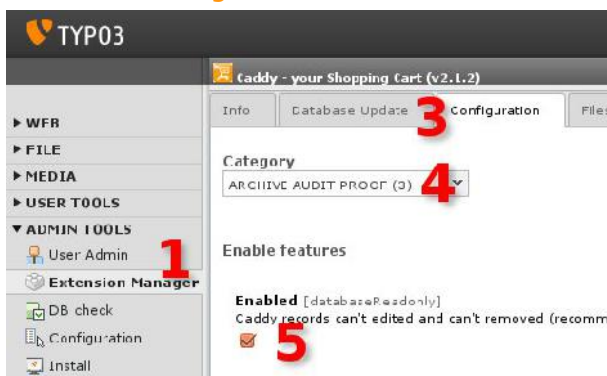 TYPO3
Caddy - your Shopping Cart (v2.1.2)
Info
Database Update
3
Configuration
Files
WEB
FILE
MEDIA
USER TOOLS
ADMIN TOOLS
User Admin
1
Extension Manager
DB check
Configuration
Install
Category
ARCHIVE AUDIT PROOF (3)
4
Enable features
Enabled [databaseReadonly]
Caddy records can't edited and can't removed (recomm
5